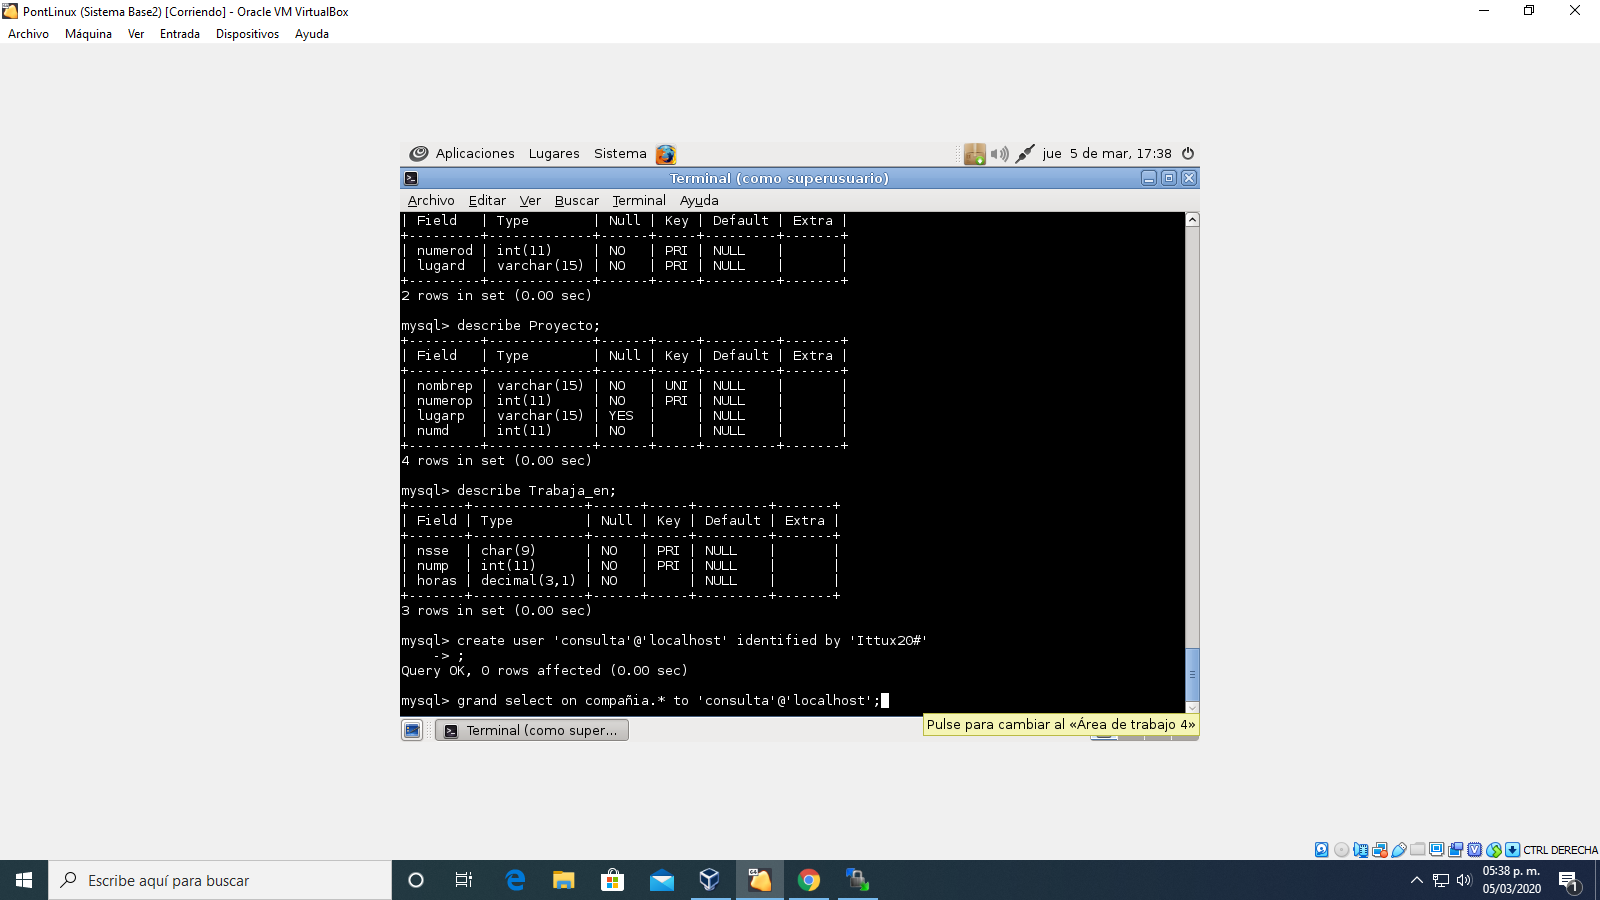 PontLinux (Sistema Base2) [Corriendo] - Oracle VM VirtualBox
Archivo Máquina Ver Entrada Dispositivos Ayuda
Aplicaciones Lugares Sistema jue 5 de mar, 17:38
Terminal (como superusuario)
Archivo Editar Ver Buscar Terminal Ayuda
| Field   | Type        | Null | Key | Default | Extra |
+---------+-------------+------+-----+---------+-------+
| numerod | int(11)     | NO   | PRI | NULL    |       |
| lugard  | varchar(15) | NO   | PRI | NULL    |       |
+---------+-------------+------+-----+---------+-------+
2 rows in set (0.00 sec)
mysql> describe Proyecto;
+---------+-------------+------+-----+---------+-------+
| Field   | Type        | Null | Key | Default | Extra |
+---------+-------------+------+-----+---------+-------+
| nombrep | varchar(15) | NO   | UNI | NULL    |       |
| numerop | int(11)     | NO   | PRI | NULL    |       |
| lugarp  | varchar(15) | YES  |     | NULL    |       |
| numd    | int(11)     | NO   |     | NULL    |       |
+---------+-------------+------+-----+---------+-------+
4 rows in set (0.00 sec)
mysql> describe Trabaja_en;
+-------+--------------+------+-----+---------+-------+
| Field | Type         | Null | Key | Default | Extra |
+-------+--------------+------+-----+---------+-------+
| nsse  | char(9)      | NO   | PRI | NULL    |       |
| nump  | int(11)      | NO   | PRI | NULL    |       |
| horas | decimal(3,1) | NO   |     | NULL    |       |
+-------+--------------+------+-----+---------+-------+
3 rows in set (0.00 sec)
mysql> create user 'consulta'@'localhost' identified by 'Ittux20#'
    -> ;
Query OK, 0 rows affected (0.00 sec)
mysql> grand select on compañia.* to 'consulta'@'localhost';
Pulse para cambiar al «Área de trabajo 4»
Terminal (como super...
CTRL DERECHA
Escribe aquí para buscar
05:38 p. m.
05/03/2020
1